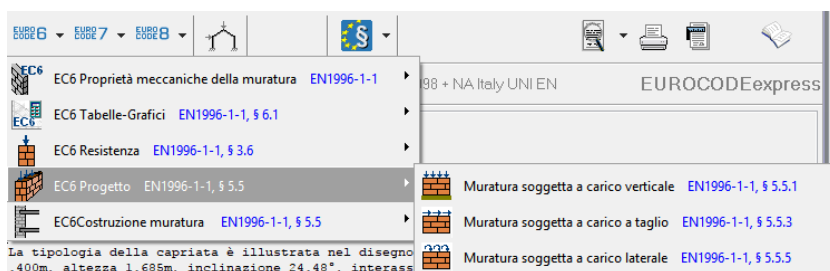 EURO CODE 6 EURO CODE 7 EURO CODE 8 §
EC6 EC6 Proprietà meccaniche della muratura EN1996-1-1
98 + NA Italy UNI EN EUROCODEexpress
EC6 EC6 Tabelle-Grafici EN1996-1-1, § 6.1
EC6 Resistenza EN1996-1-1, § 3.6
EC6 Progetto EN1996-1-1, § 5.5
Muratura soggetta a carico verticale EN1996-1-1, § 5.5.1
EC6Costruzione muratura EN1996-1-1, § 5.5
Muratura soggetta a carico a taglio EN1996-1-1, § 5.5.3
La tipologia della capriata è illustrata nel disegno
Muratura soggetta a carico laterale EN1996-1-1, § 5.5.5
.400m, altezza 1.685m, inclinazione 24.48°, interass